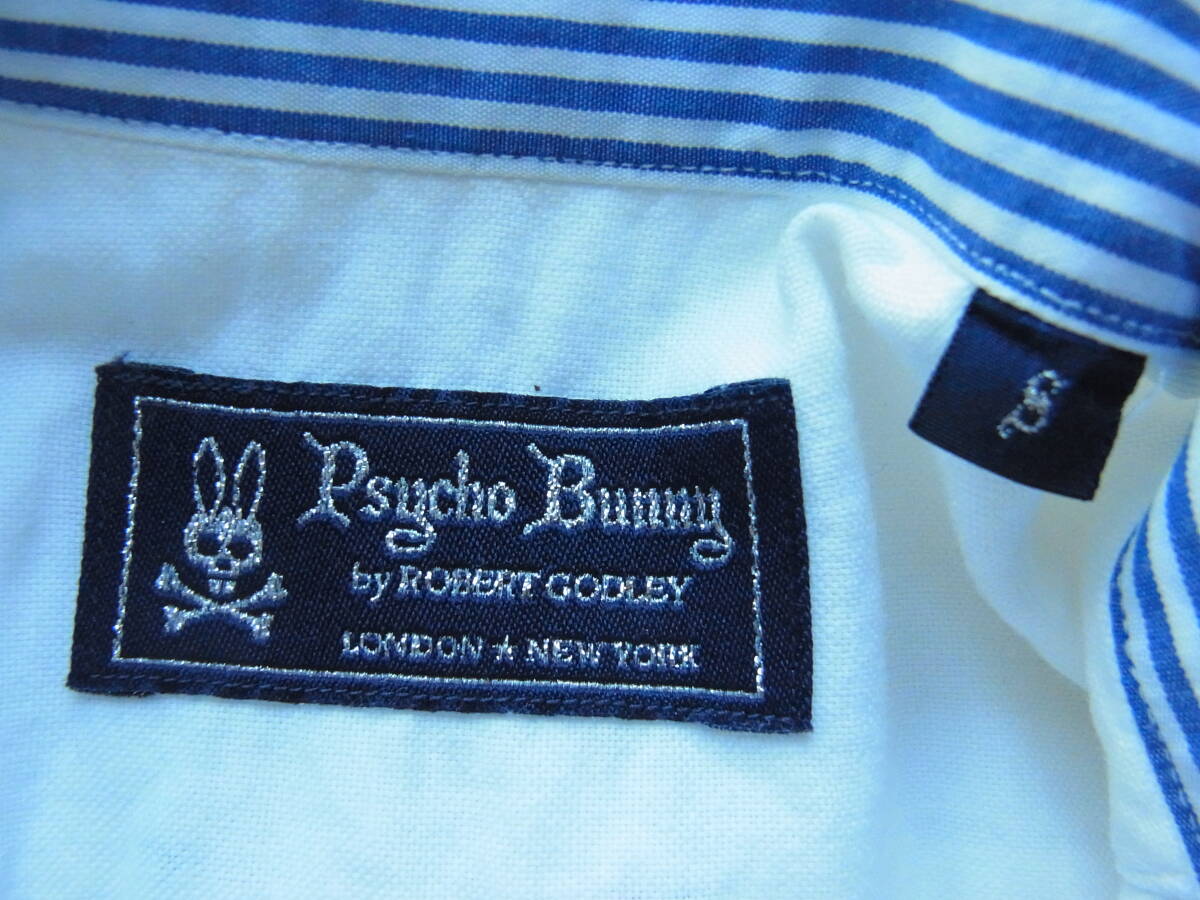 Psycho Bunny
by ROBERT GODLEY
LONDON ★ NEW YORK
S